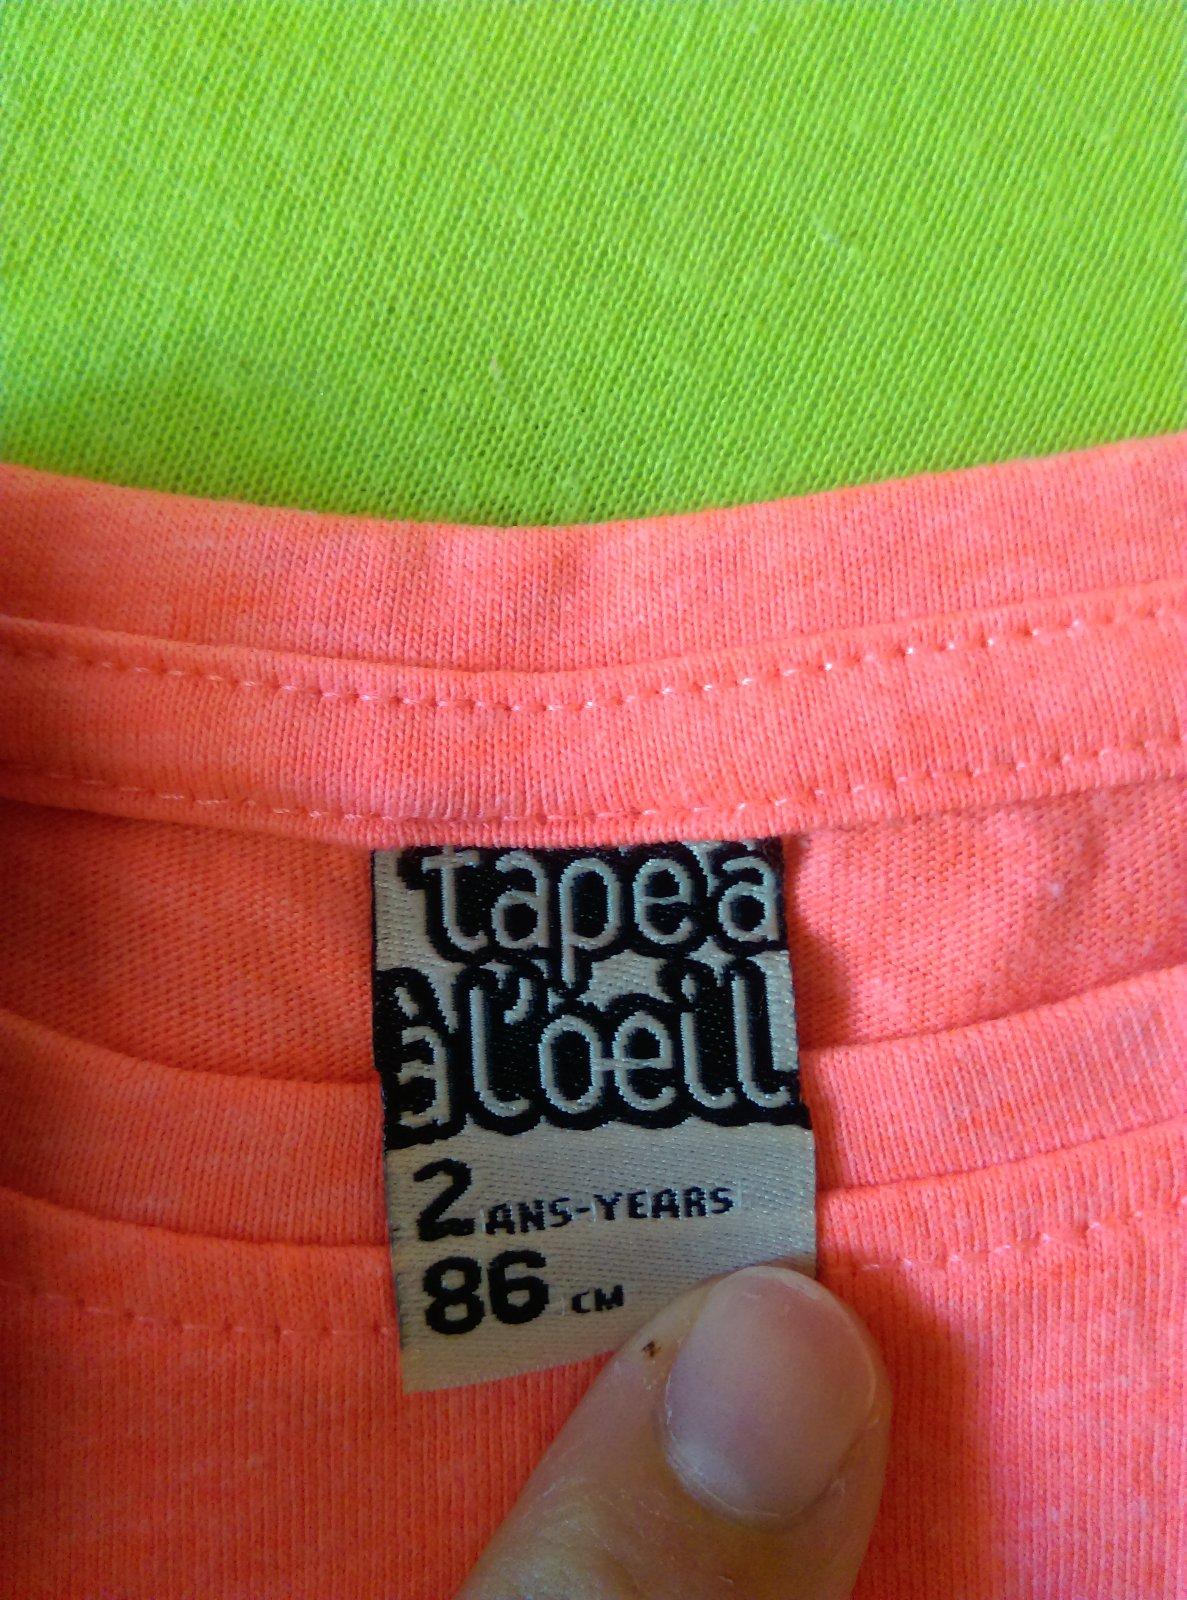 tape à
à l'oeil
2 ANS-YEARS
86 CM